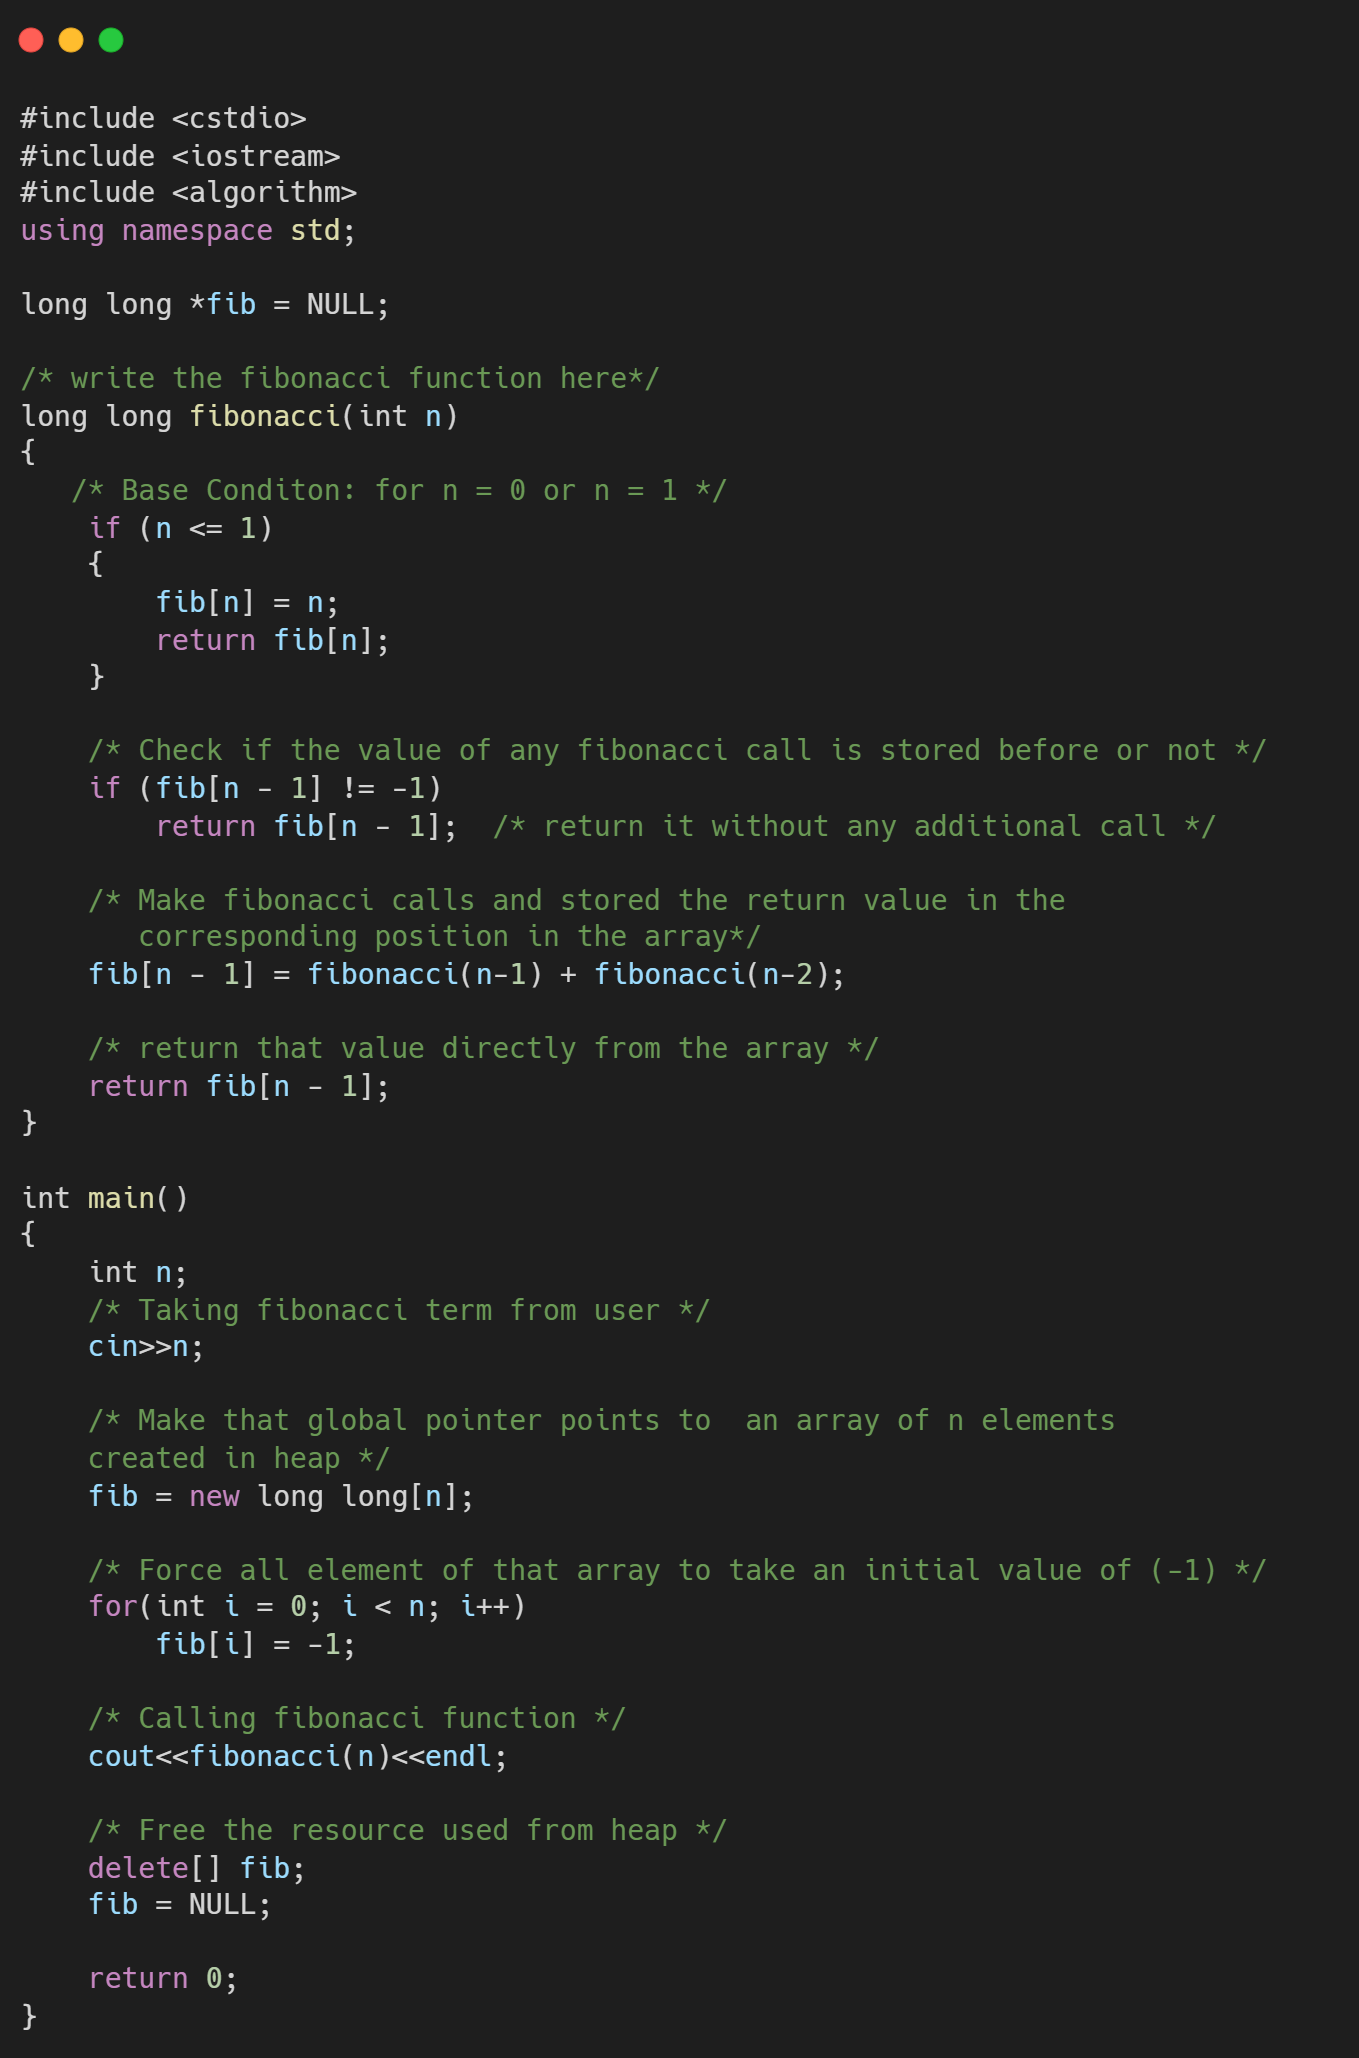 #include <cstdio>
#include <iostream>
#include <algorithm>
using namespace std;
long long *fib = NULL;
/* write the fibonacci function here*/
long long fibonacci(int n)
{
/* Base Conditon: for n = 0 or n = 1 */
if (n <= 1)
{
fib[n] = n;
return fib[n];
}
/* Check if the value of any fibonacci call is stored before or not */
if (fib[n - 1] != -1)
return fib[n - 1];  /* return it without any additional call */
/* Make fibonacci calls and stored the return value in the
corresponding position in the array*/
fib[n - 1] = fibonacci(n-1) + fibonacci(n-2);
/* return that value directly from the array */
return fib[n - 1];
}
int main()
{
int n;
/* Taking fibonacci term from user */
cin>>n;
/* Make that global pointer points to  an array of n elements
created in heap */
fib = new long long[n];
/* Force all element of that array to take an initial value of (-1) */
for(int i = 0; i < n; i++)
fib[i] = -1;
/* Calling fibonacci function */
cout<<fibonacci(n)<<endl;
/* Free the resource used from heap */
delete[] fib;
fib = NULL;
return 0;
}